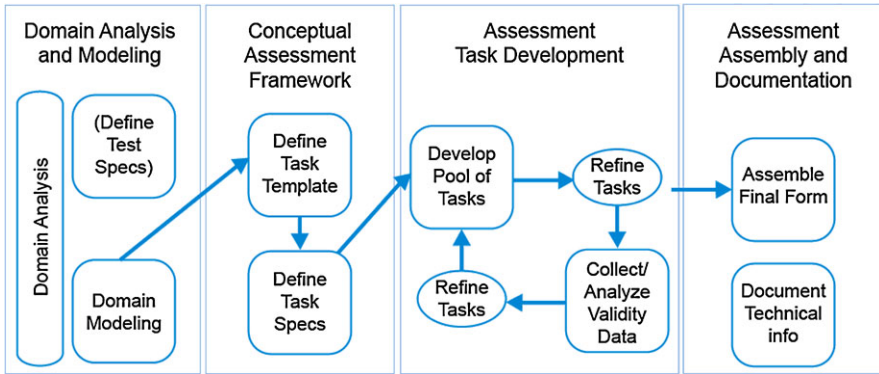 Domain Analysis
and Modeling
Domain Analysis
(Define
Test
Specs)
Domain
Modeling
Conceptual
Assessment
Framework
Define
Task
Template
Define
Task
Specs
Assessment
Task Development
Develop
Pool of
Tasks
Refine
Tasks
Collect/
Analyze
Validity
Data
Refine
Tasks
Assessment
Assembly and
Documentation
Assemble
Final Form
Document
Technical
info